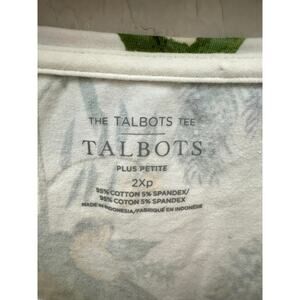 THE TALBOTS TEE
TALBOTS
PLUS PETITE
2Xp
95% COTTON 5% SPANDEX/
95% COTON 5% SPANDEX
MADE IN INDONESIA/FABRIQUÉ EN INDONÉSIE